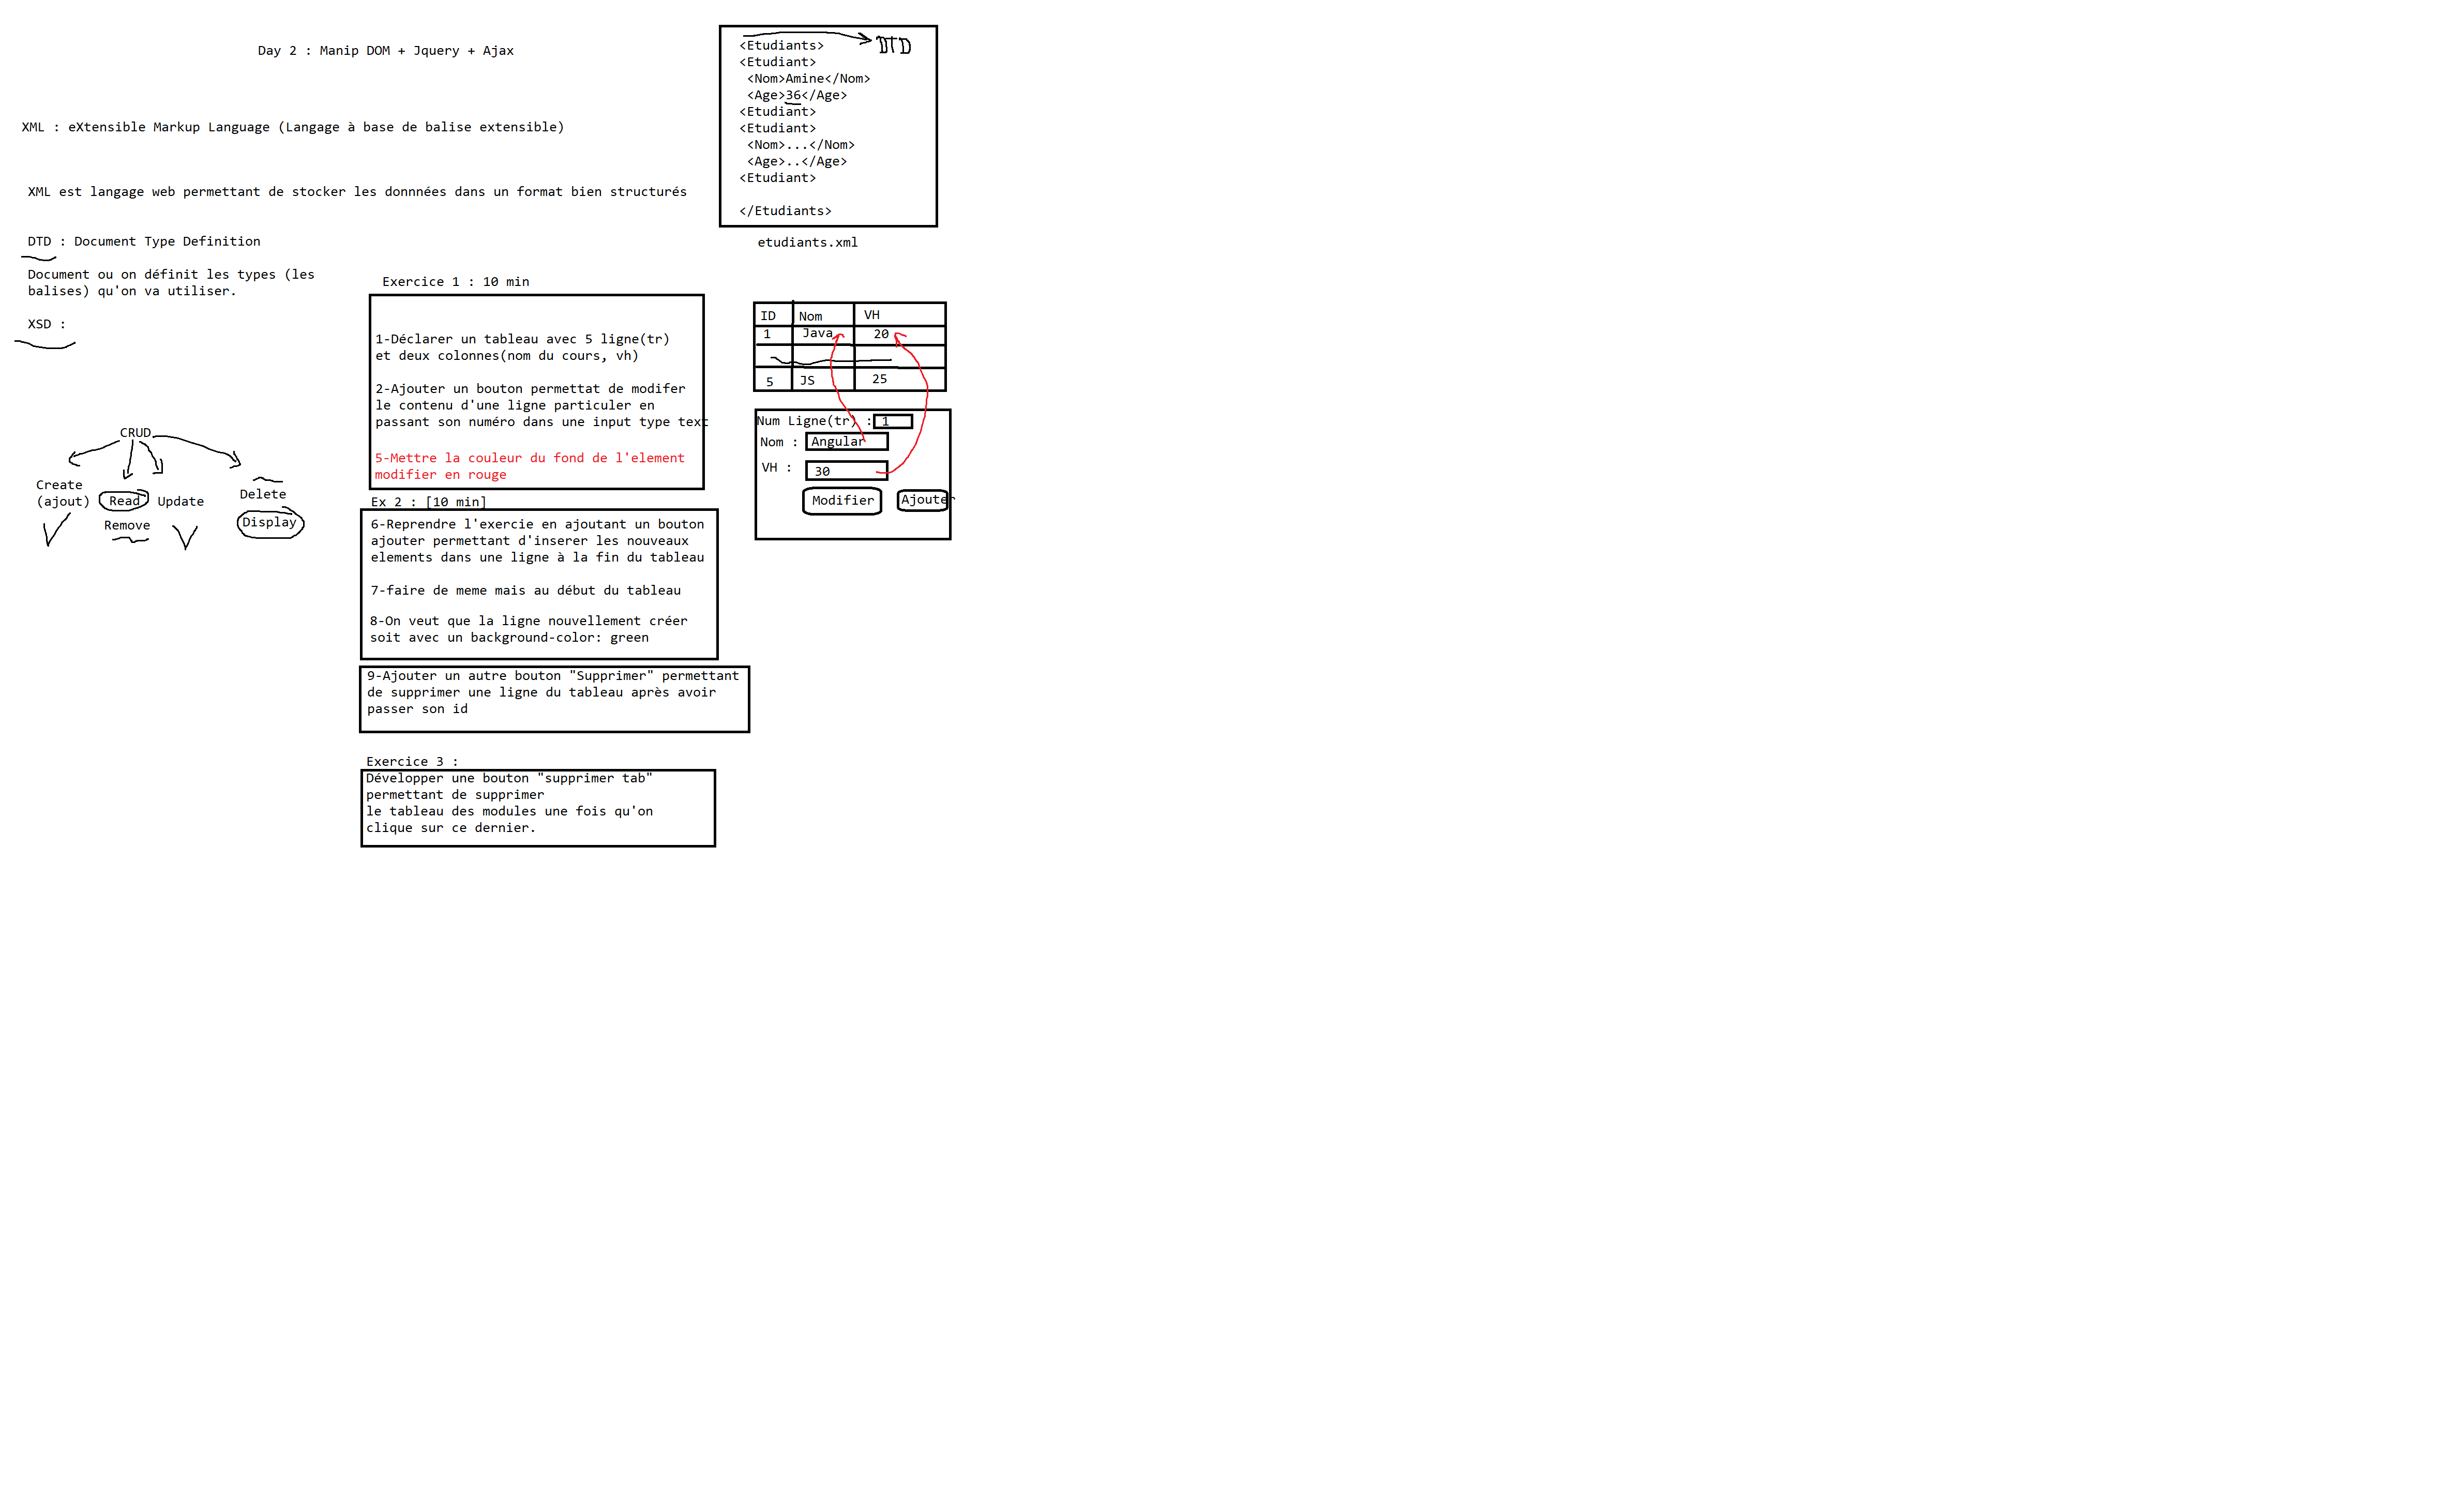 Day 2 : Manip DOM + Jquery + Ajax
XML : eXtensible Markup Language (Langage à base de balise extensible)
XML est langage web permettant de stocker les donnnées dans un format bien structurés
DTD : Document Type Definition
Document ou on définit les types (les
balises) qu'on va utiliser.
XSD :
CRUD
Create
(ajout)
Read
Remove
Update
Delete
Display
Exercice 1 : 10 min
1-Déclarer un tableau avec 5 ligne(tr)
et deux colonnes(nom du cours, vh)
2-Ajouter un bouton permettat de modifer
le contenu d'une ligne particuler en
passant son numéro dans une input type text
5-Mettre la couleur du fond de l'element
modifier en rouge
Ex 2 : [10 min]
6-Reprendre l'exercie en ajoutant un bouton
ajouter permettant d'inserer les nouveaux
elements dans une ligne à la fin du tableau
7-faire de meme mais au début du tableau
8-On veut que la ligne nouvellement créer
soit avec un background-color: green
9-Ajouter un autre bouton "Supprimer" permettant
de supprimer une ligne du tableau après avoir
passer son id
Exercice 3 :
Développer une bouton "supprimer tab"
permettant de supprimer
le tableau des modules une fois qu'on
clique sur ce dernier.
<Etudiants>
DTD
<Etudiant>
<Nom>Amine</Nom>
<Age>36</Age>
<Etudiant>
<Etudiant>
<Nom>...</Nom>
<Age>..</Age>
<Etudiant>
</Etudiants>
etudiants.xml
ID Nom VH
1 Java 20
5 JS 25
Num Ligne(tr) : 1
Nom : Angular
VH : 30
Modifier Ajouter